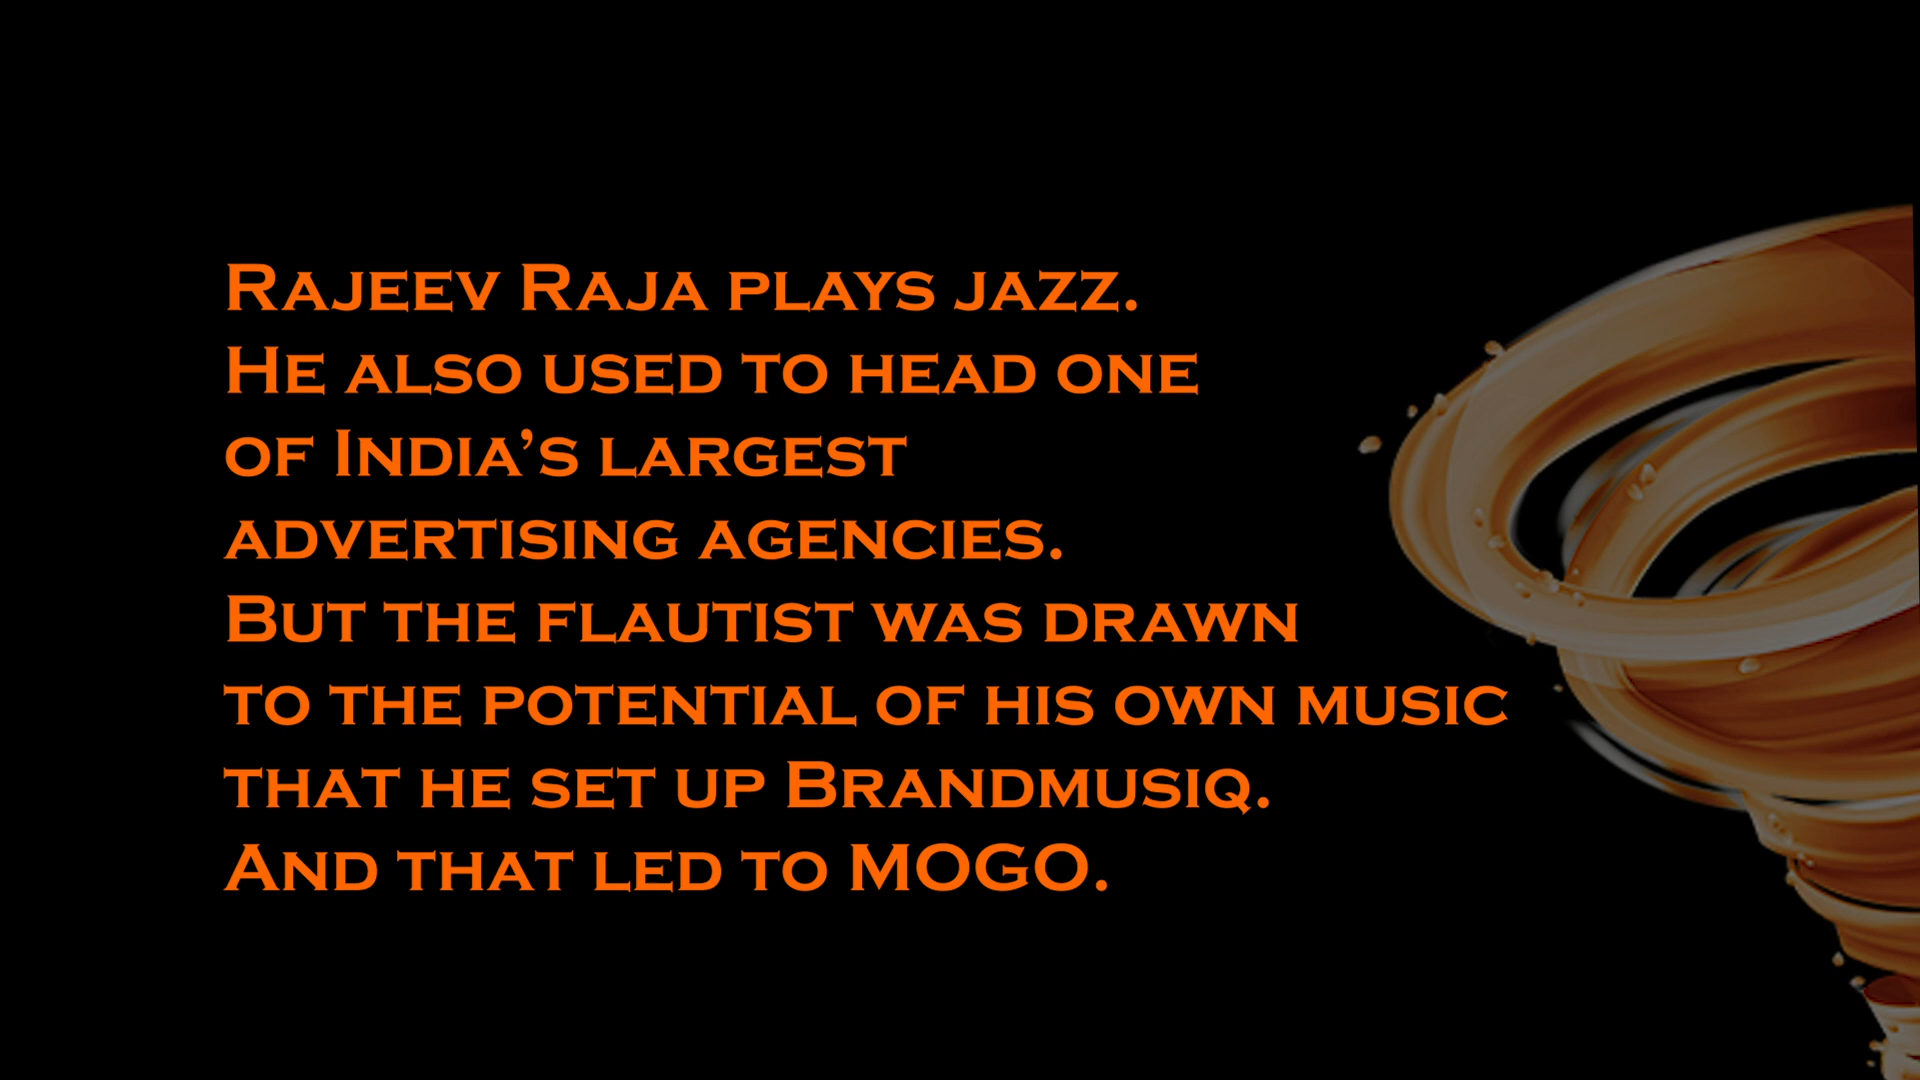 Rajeev Raja plays jazz.
He also used to head one
of India’s largest
advertising agencies.
But the flautist was drawn
to the potential of his own music
that he set up Brandmusiq.
And that led to MOGO.